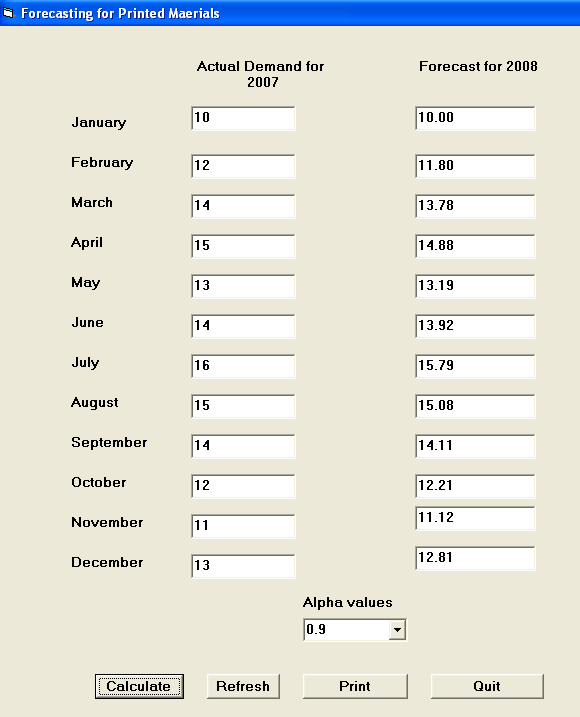 Forecasting for Printed Maerials
Actual Demand for
2007
Forecast for 2008
January 10 10.00
February 12 11.80
March 14 13.78
April 15 14.88
May 13 13.19
June 14 13.92
July 16 15.79
August 15 15.08
September 14 14.11
October 12 12.21
November 11 11.12
December 13 12.81
Alpha values
0.9
Calculate Refresh Print Quit